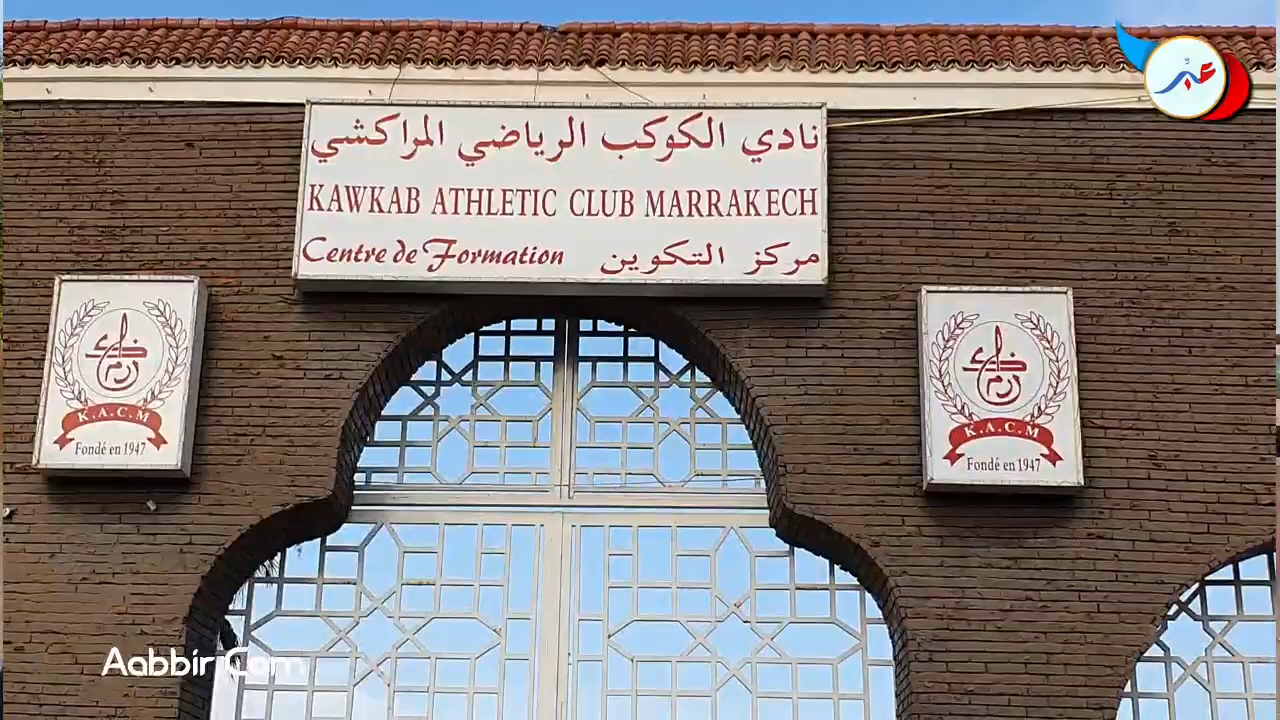 عبّر
نادي الكوكب الرياضي المراكشي
KAWKAB ATHLETIC CLUB MARRAKECH
Centre de Formation مركز التكوين
K.A.C.M
Fondé en 1947
K.A.C.M
Fondé en 1947
Aabbir.Com